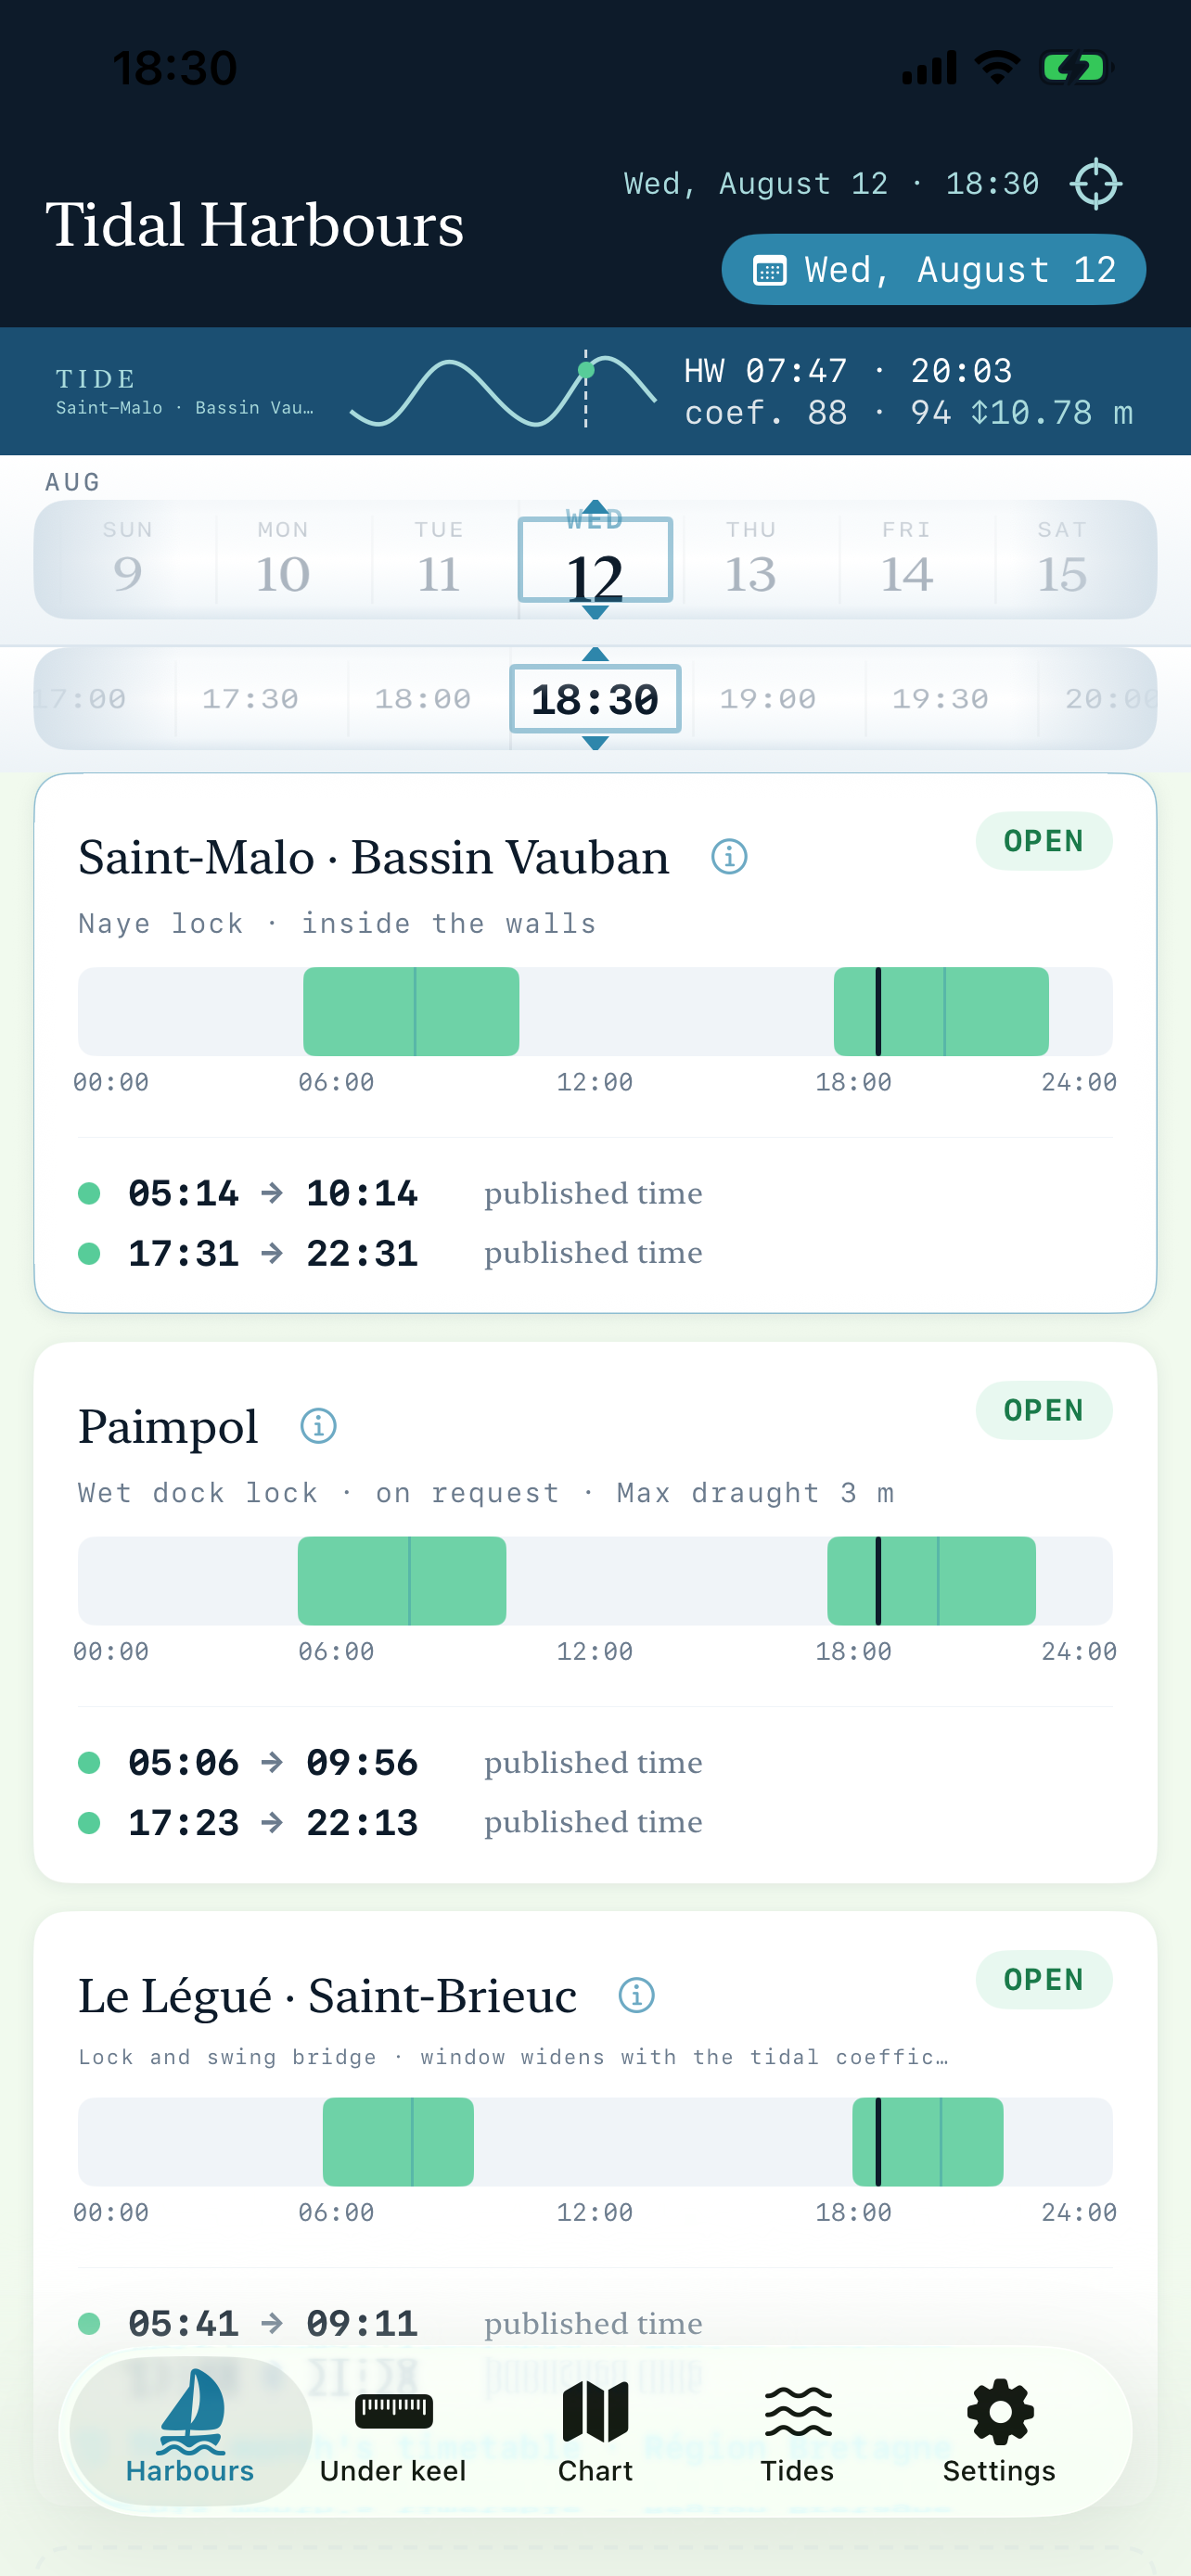 18:30
Wed, August 12 · 18:30
Tidal Harbours
Wed, August 12
TIDE
Saint-Malo · Bassin Vau…
HW 07:47 · 20:03
coef. 88 · 94 ↕10.78 m
AUG
SUN MON TUE WED THU FRI SAT
9 10 11 12 13 14 15
17:00 17:30 18:00 18:30 19:00 19:30 20:00
Saint-Malo · Bassin Vauban
OPEN
Naye lock · inside the walls
00:00 06:00 12:00 18:00 24:00
05:14 → 10:14 published time
17:31 → 22:31 published time
Paimpol
OPEN
Wet dock lock · on request · Max draught 3 m
00:00 06:00 12:00 18:00 24:00
05:06 → 09:56 published time
17:23 → 22:13 published time
Le Légué · Saint-Brieuc
OPEN
Lock and swing bridge · window widens with the tidal coeffic…
00:00 06:00 12:00 18:00 24:00
05:41 → 09:11 published time
timetable · Région Bretagne
Harbours Under keel Chart Tides Settings